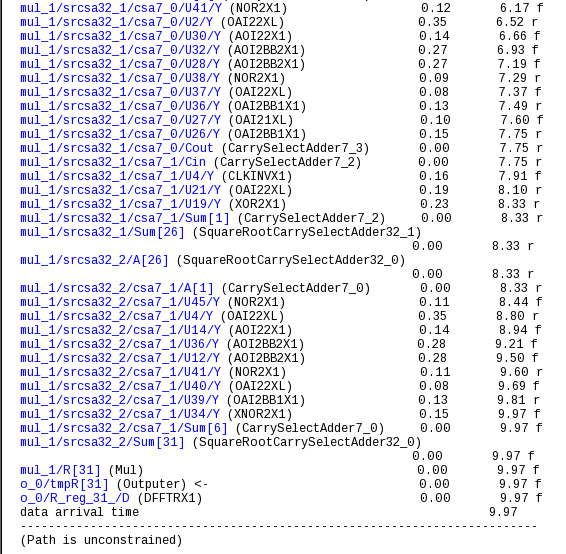 mul_1/srcsa32_1/csa7_0/U41/Y (NOR2X1) 0.12 6.17 f
mul_1/srcsa32_1/csa7_0/U2/Y (OAI22XL) 0.35 6.52 r
mul_1/srcsa32_1/csa7_0/U30/Y (AOI22X1) 0.14 6.66 f
mul_1/srcsa32_1/csa7_0/U32/Y (AOI2BB2X1) 0.27 6.93 f
mul_1/srcsa32_1/csa7_0/U28/Y (AOI2BB2X1) 0.27 7.19 f
mul_1/srcsa32_1/csa7_0/U38/Y (NOR2X1) 0.09 7.29 r
mul_1/srcsa32_1/csa7_0/U37/Y (OAI22XL) 0.08 7.37 f
mul_1/srcsa32_1/csa7_0/U36/Y (OAI2BB1X1) 0.13 7.49 r
mul_1/srcsa32_1/csa7_0/U27/Y (OAI21XL) 0.10 7.60 f
mul_1/srcsa32_1/csa7_0/U26/Y (OAI2BB1X1) 0.15 7.75 r
mul_1/srcsa32_1/csa7_0/Cout (CarrySelectAdder7_3) 0.00 7.75 r
mul_1/srcsa32_1/csa7_1/Cin (CarrySelectAdder7_2) 0.00 7.75 r
mul_1/srcsa32_1/csa7_1/U4/Y (CLKINVX1) 0.16 7.91 f
mul_1/srcsa32_1/csa7_1/U21/Y (OAI22XL) 0.19 8.10 r
mul_1/srcsa32_1/csa7_1/U19/Y (XOR2X1) 0.23 8.33 r
mul_1/srcsa32_1/csa7_1/Sum[1] (CarrySelectAdder7_2) 0.00 8.33 r
mul_1/srcsa32_1/Sum[26] (SquareRootCarrySelectAdder32_1)
0.00 8.33 r
mul_1/srcsa32_2/A[26] (SquareRootCarrySelectAdder32_0)
0.00 8.33 r
mul_1/srcsa32_2/csa7_1/A[1] (CarrySelectAdder7_0) 0.00 8.33 r
mul_1/srcsa32_2/csa7_1/U45/Y (NOR2X1) 0.11 8.44 f
mul_1/srcsa32_2/csa7_1/U4/Y (OAI22XL) 0.35 8.80 r
mul_1/srcsa32_2/csa7_1/U14/Y (AOI22X1) 0.14 8.94 f
mul_1/srcsa32_2/csa7_1/U36/Y (AOI2BB2X1) 0.28 9.21 f
mul_1/srcsa32_2/csa7_1/U12/Y (AOI2BB2X1) 0.28 9.50 f
mul_1/srcsa32_2/csa7_1/U41/Y (NOR2X1) 0.11 9.60 r
mul_1/srcsa32_2/csa7_1/U40/Y (OAI22XL) 0.08 9.69 f
mul_1/srcsa32_2/csa7_1/U39/Y (OAI2BB1X1) 0.13 9.81 r
mul_1/srcsa32_2/csa7_1/U34/Y (XNOR2X1) 0.15 9.97 f
mul_1/srcsa32_2/csa7_1/Sum[6] (CarrySelectAdder7_0) 0.00 9.97 f
mul_1/srcsa32_2/Sum[31] (SquareRootCarrySelectAdder32_0)
0.00 9.97 f
mul_1/R[31] (Mul) 0.00 9.97 f
o_0/tmpR[31] (Outputer) <- 0.00 9.97 f
o_0/R_reg_31_/D (DFFTRX1) 0.00 9.97 f
data arrival time 9.97
--------------------------------------------------------------------------
(Path is unconstrained)